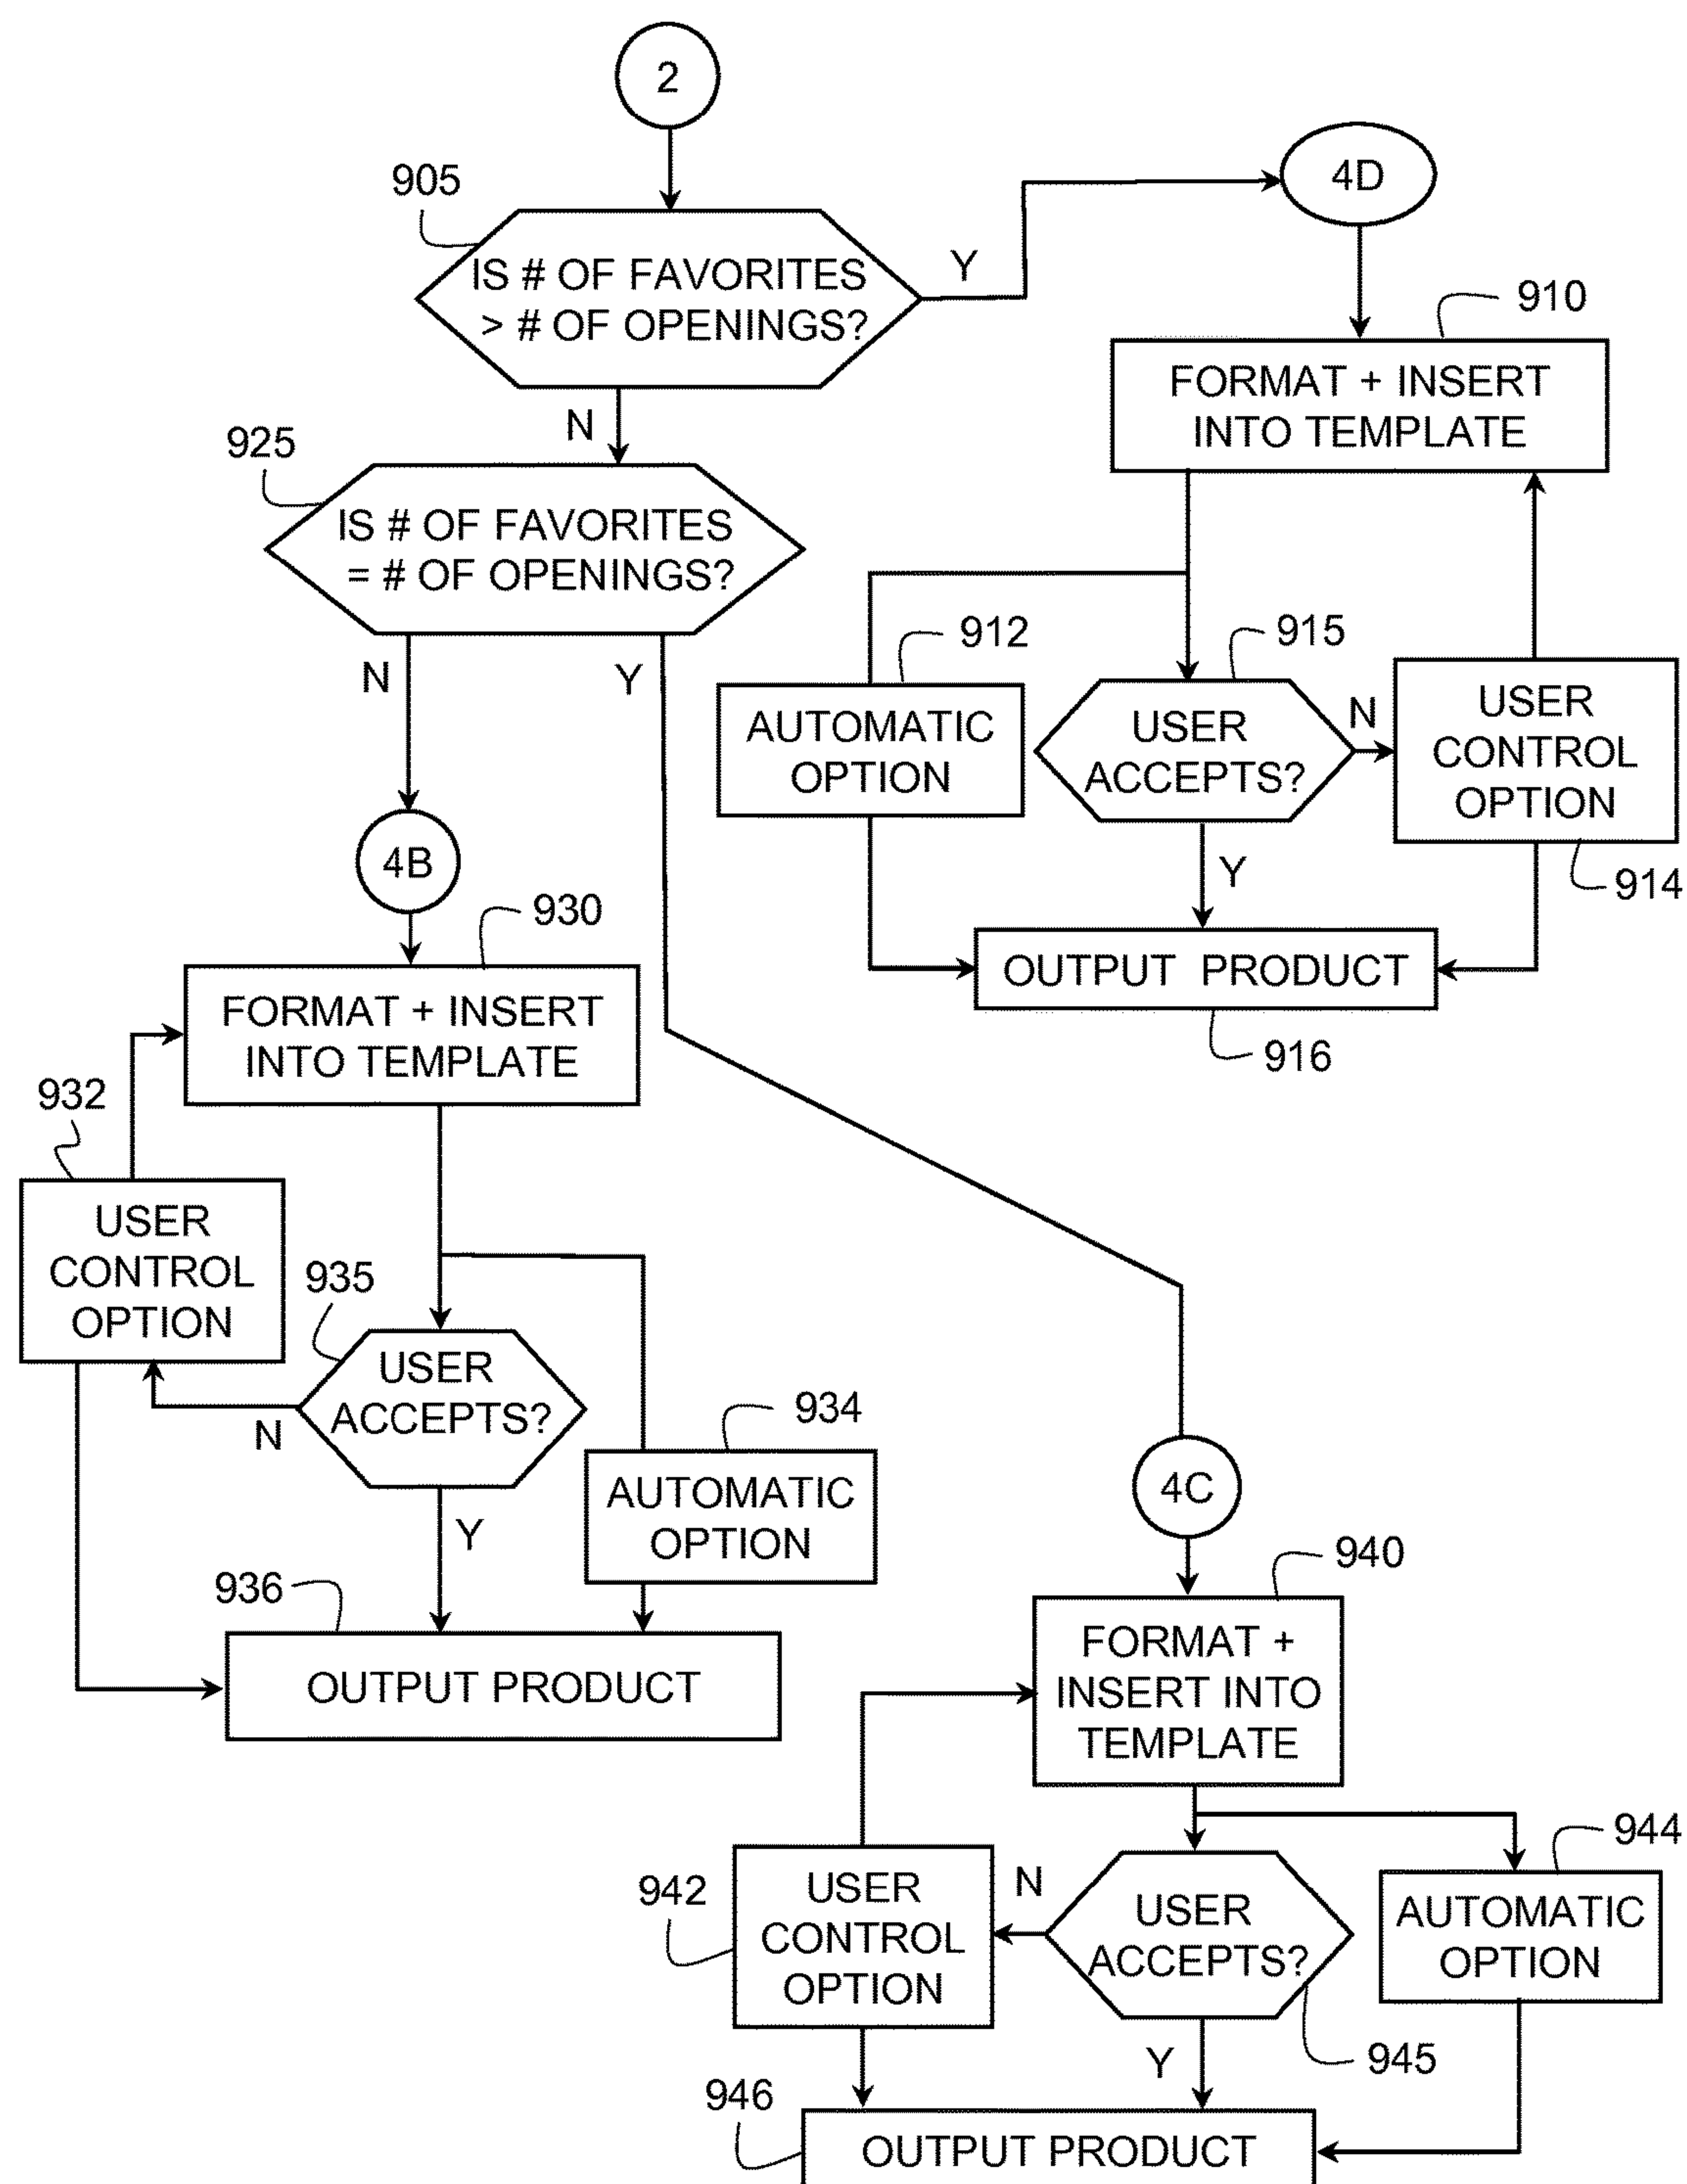 2
905
IS # OF FAVORITES
> # OF OPENINGS?
Y
4D
910
FORMAT + INSERT
INTO TEMPLATE
N
925
IS # OF FAVORITES
= # OF OPENINGS?
N
Y
912
AUTOMATIC
OPTION
915
USER
ACCEPTS?
N
USER
CONTROL
OPTION
914
Y
OUTPUT PRODUCT
916
4B
930
FORMAT + INSERT
INTO TEMPLATE
932
USER
CONTROL
OPTION
935
USER
ACCEPTS?
N
Y
934
AUTOMATIC
OPTION
936
OUTPUT PRODUCT
4C
940
FORMAT +
INSERT INTO
TEMPLATE
942
USER
CONTROL
OPTION
N
USER
ACCEPTS?
944
AUTOMATIC
OPTION
945
Y
946
OUTPUT PRODUCT